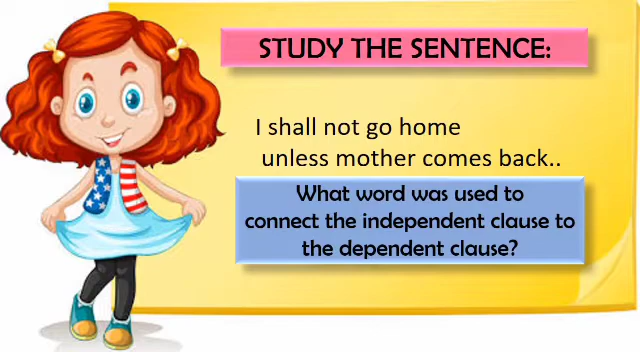 STUDY THE SENTENCE:
I shall not go home
unless mother comes back..
What word was used to
connect the independent clause to
the dependent clause?